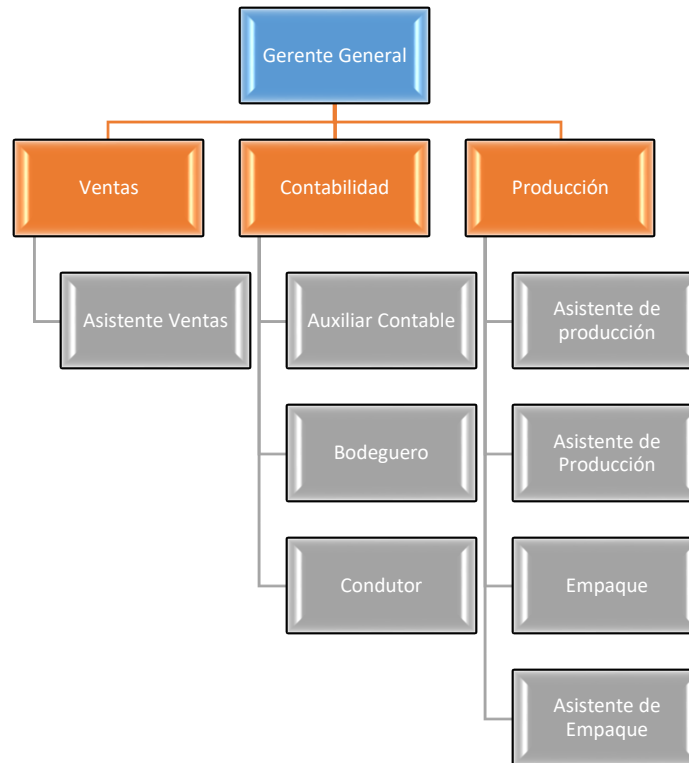 Gerente General
Ventas
Contabilidad
Producción
Asistente Ventas
Auxiliar Contable
Asistente de
producción
Bodeguero
Asistente de
Producción
Condutor
Empaque
Asistente de
Empaque